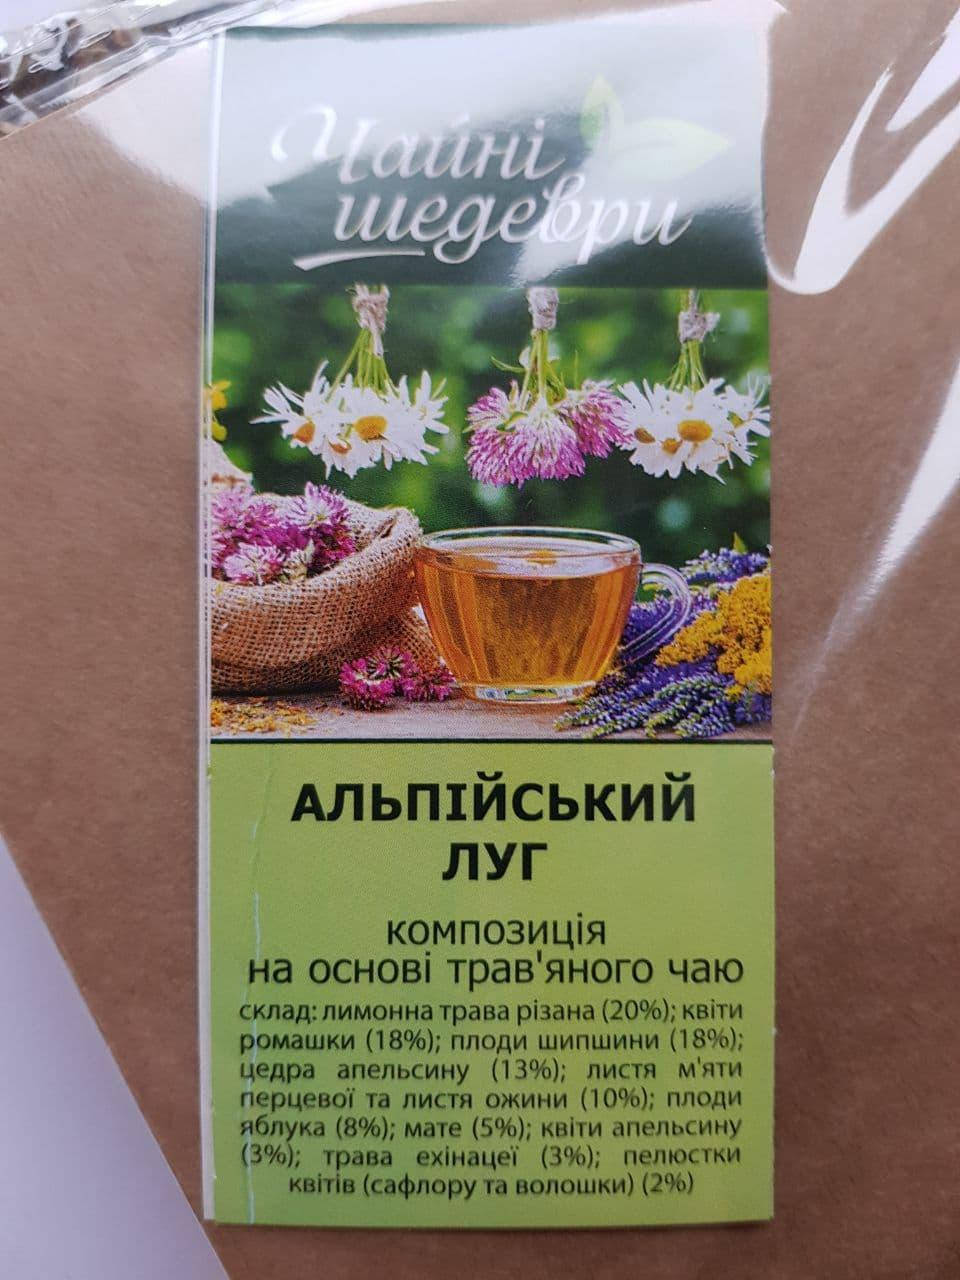 Чайні
шедеври
АЛЬПІЙСЬКИЙ
ЛУГ
композиція
на основі трав'яного чаю
склад: лимонна трава різана (20%); квіти
ромашки (18%); плоди шипшини (18%);
цедра апельсину (13%); листя м'яти
перцевої та листя ожини (10%); плоди
яблука (8%); мате (5%); квіти апельсину
(3%); трава ехінацеї (3%); пелюстки
квітів (сафлору та волошки) (2%)